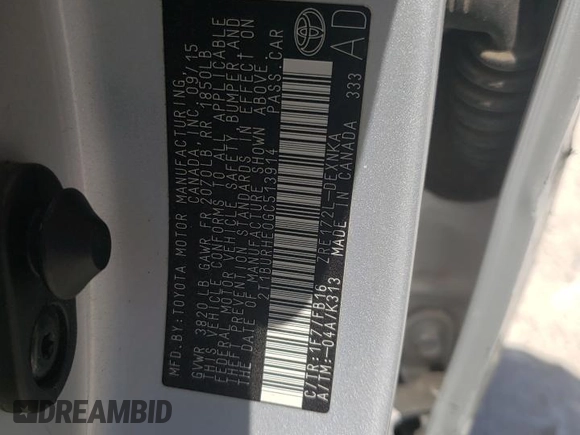 MFD.BY:TOYOTA MOTOR MANUFACTURING
CANADA,INC.09/15
GVWR 3820 LB GAWR FR 2070LB,RR 1850LB
THIS VEHICLE CONFORMS TO ALL APPLICABLE
FEDERAL MOTOR VEHICLE SAFETY, BUMPER,AND
THEFT PREVENTION STANDARDS IN EFFECT ON
THE DATE OF MANUFACTURE SHOWN ABOVE.
2T1BURHE0GC513914 PASS.CAR
C/TR:1F7/FB16 ZRE172L-DEXNKA
A/TM:-04A/K313 MADE IN CANADA 333
TOYOTA
AD
DREAMBID